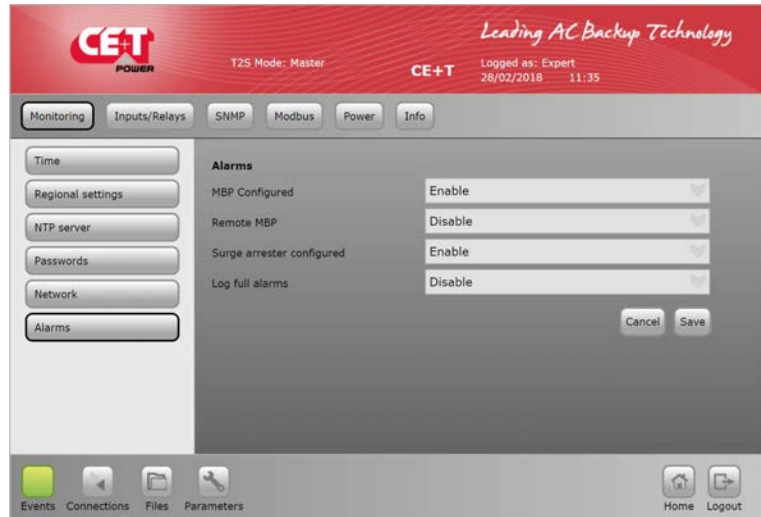 CE+T
POWER
Leading AC Backup Technology
T2S Mode: Master
CE+T
Logged as: Expert
28/02/2018 11:35
Monitoring Inputs/Relays SNMP Modbus Power Info
Time
Regional settings
NTP server
Passwords
Network
Alarms
Alarms
MBP Configured Enable
Remote MBP Disable
Surge arrester configured Enable
Log full alarms Disable
Cancel Save
Events Connections Files Parameters Home Logout